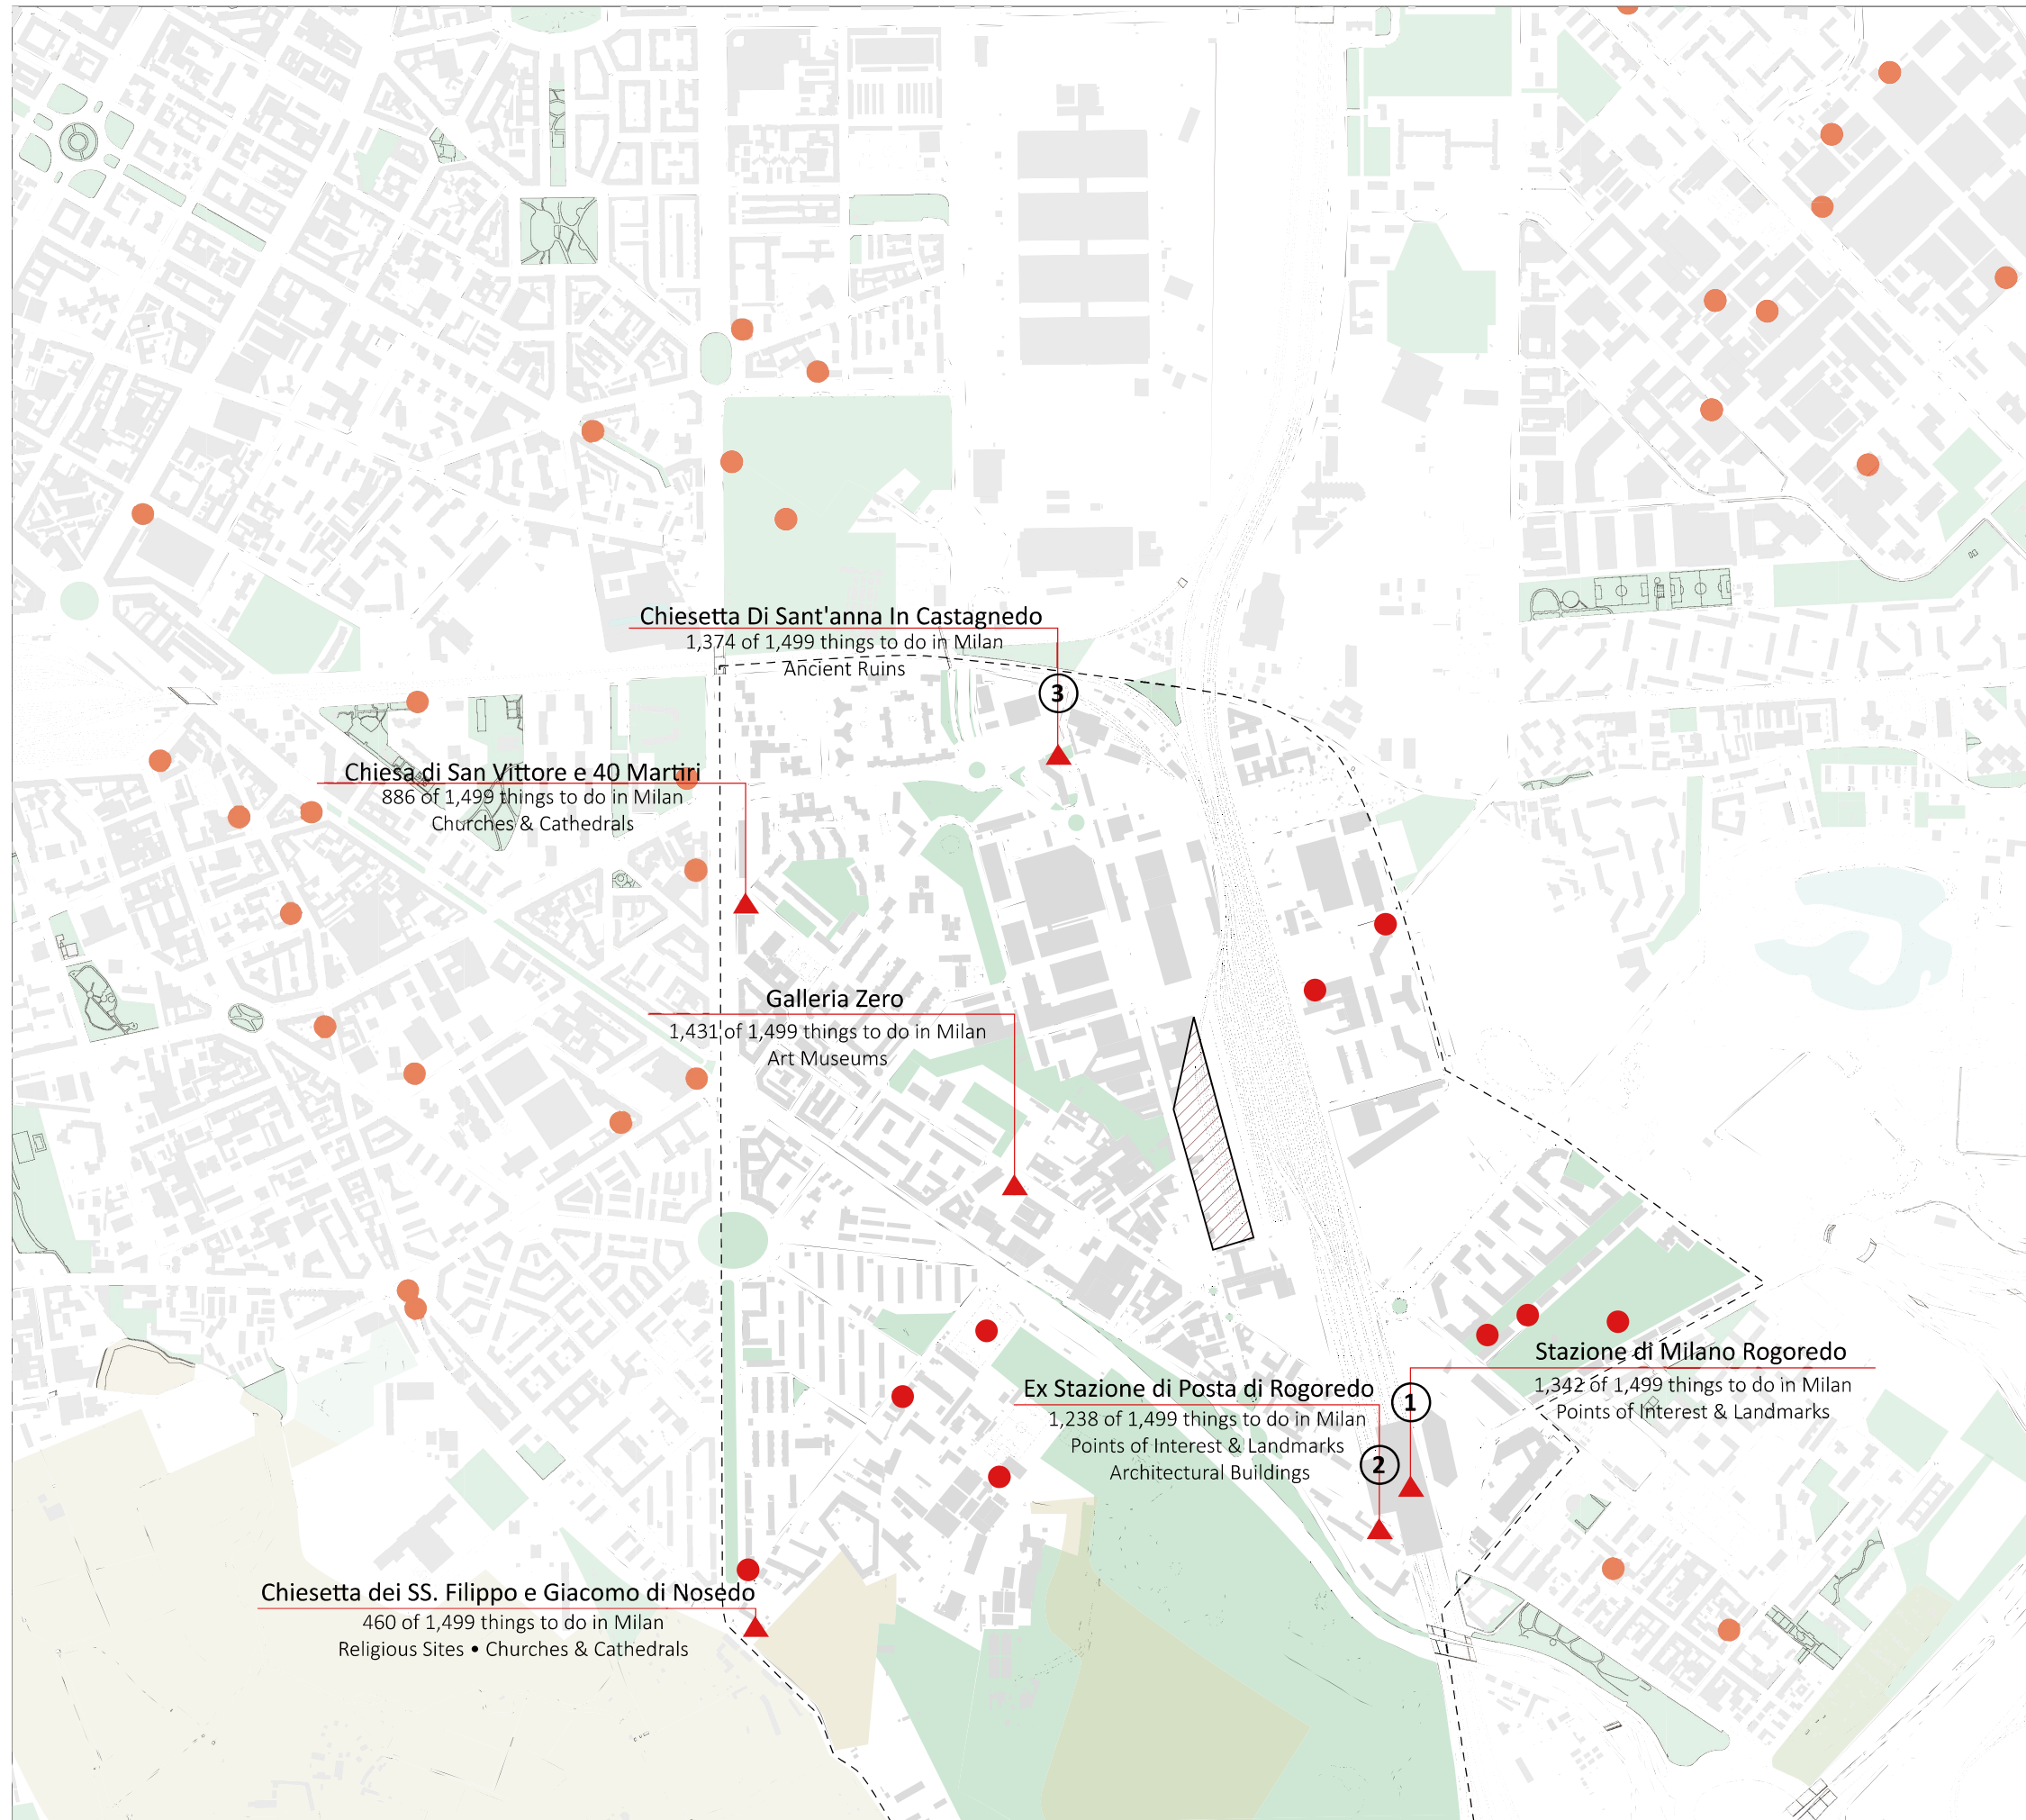 Chiesetta Di Sant'anna In Castagnedo
1,374 of 1,499 things to do in Milan
Ancient Ruins
3
Chiesa di San Vittore e 40 Martiri
886 of 1,499 things to do in Milan
Churches & Cathedrals
Galleria Zero
1,431 of 1,499 things to do in Milan
Art Museums
Stazione di Milano Rogoredo
1,342 of 1,499 things to do in Milan
Points of Interest & Landmarks
1
Ex Stazione di Posta di Rogoredo
1,238 of 1,499 things to do in Milan
Points of Interest & Landmarks
Architectural Buildings
2
Chiesetta dei SS. Filippo e Giacomo di Nosedo
460 of 1,499 things to do in Milan
Religious Sites • Churches & Cathedrals